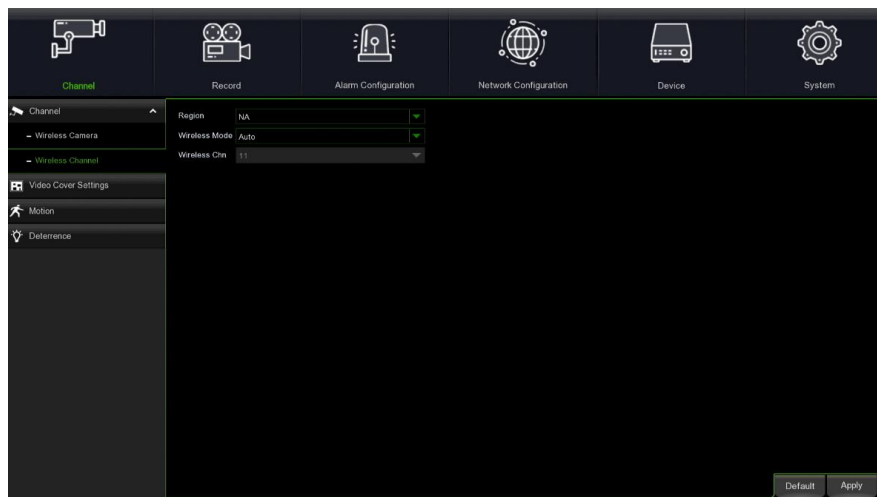 Channel
Record
Alarm Configuration
Network Configuration
Device
System
Channel
Wireless Camera
Wireless Channel
Video Cover Settings
Motion
Deterrence
Region NA
Wireless Mode Auto
Wireless Chn 11
Default Apply